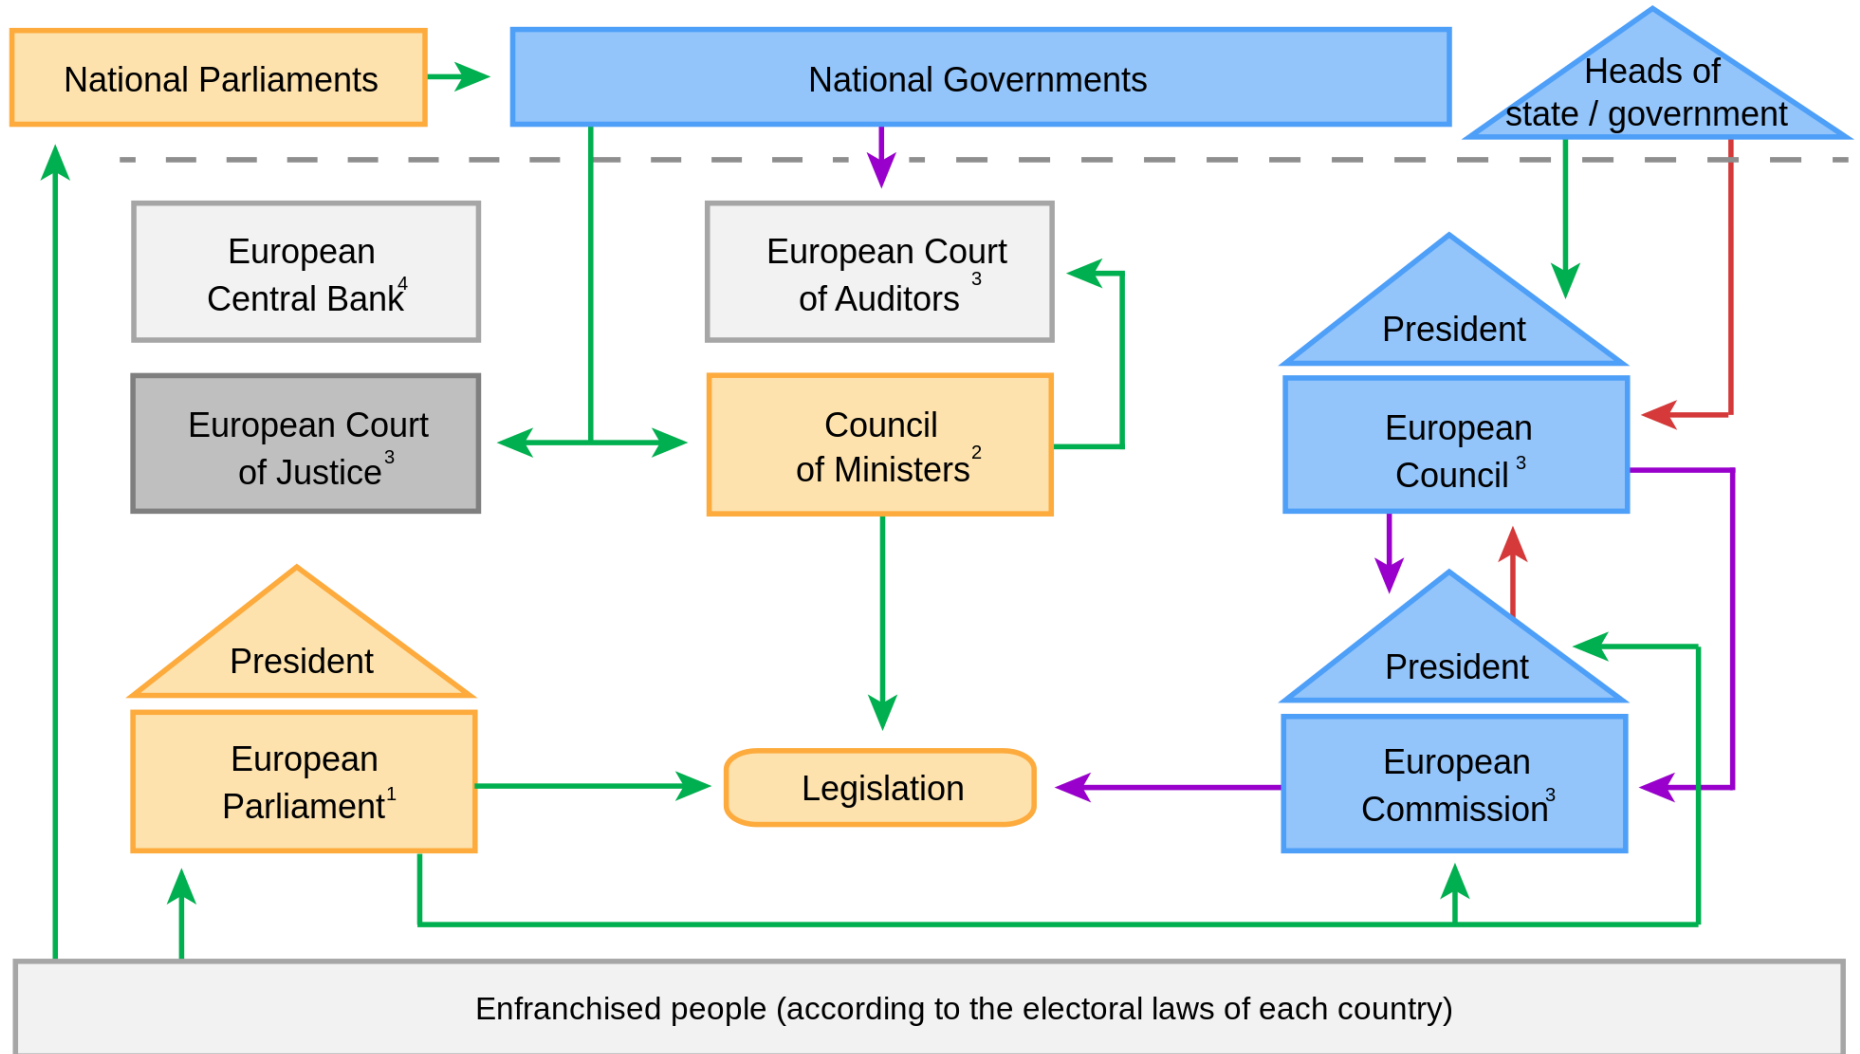 National Parliaments
National Governments
Heads of
state / government
European
Central Bank4
European Court
of Auditors 3
President
European Court
of Justice3
Council
of Ministers2
European
Council 3
President
President
European
Parliament1
Legislation
European
Commission3
Enfranchised people (according to the electoral laws of each country)